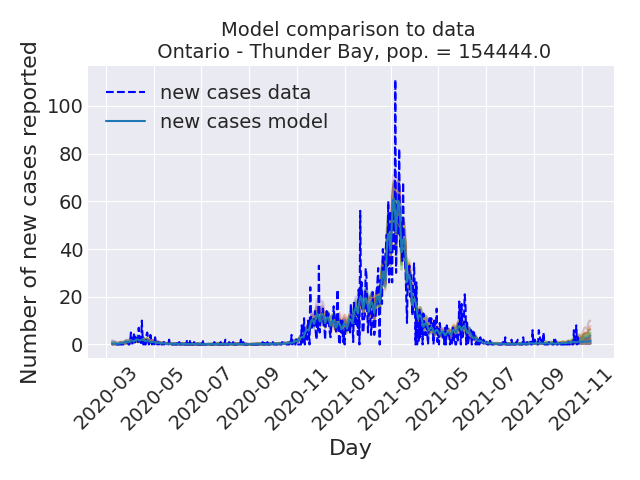 Model comparison to data
Ontario - Thunder Bay, pop. = 154444.0
Number of new cases reported
100
80
60
40
20
0
new cases data
new cases model
2020-03
2020-05
2020-07
2020-09
2020-11
2021-01
2021-03
2021-05
2021-07
2021-09
2021-11
Day